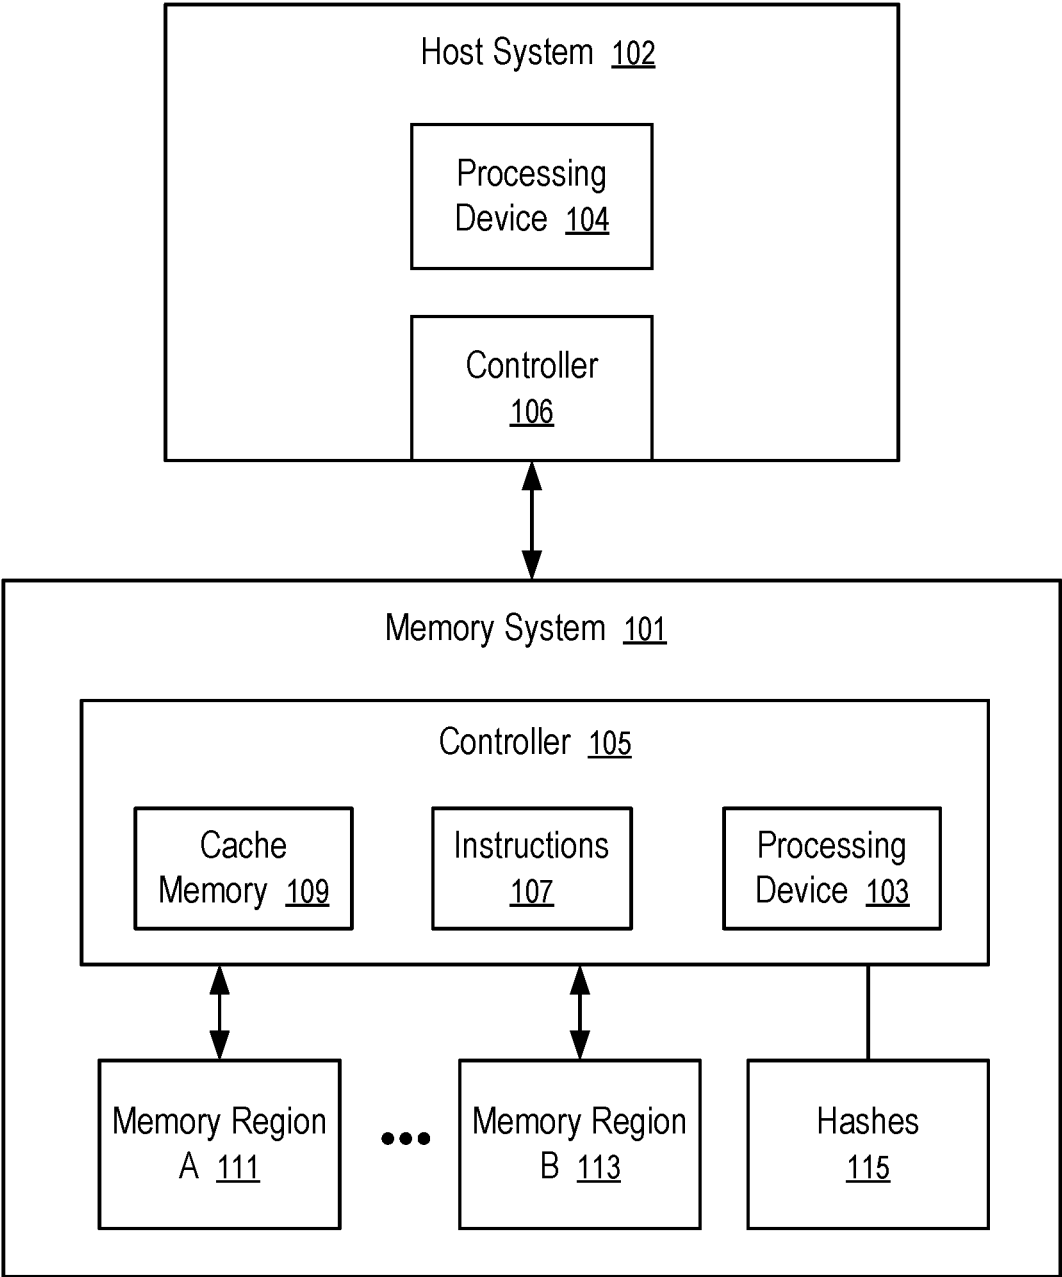 Host System 102
Processing
Device 104
Controller
106
Memory System 101
Controller 105
Cache
Memory 109
Instructions
107
Processing
Device 103
Memory Region
A 111
Memory Region
B 113
Hashes
115